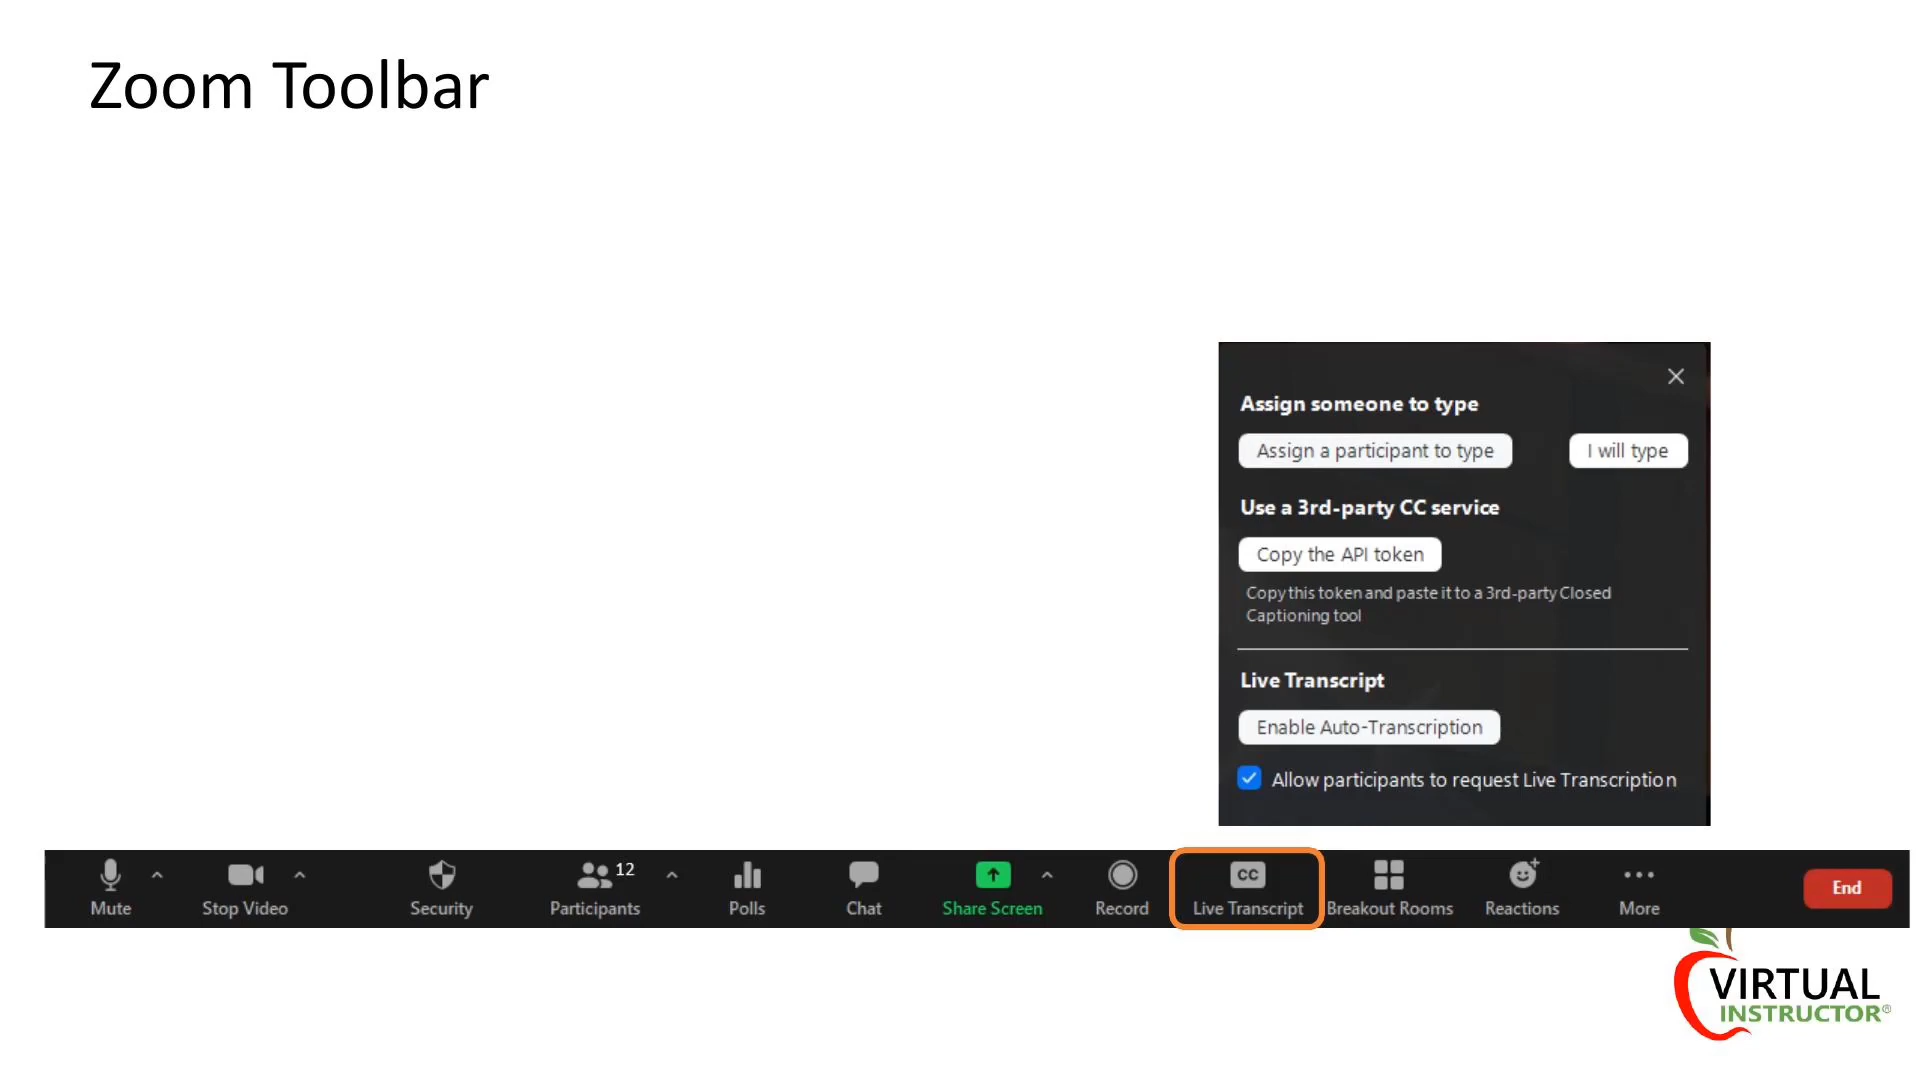 Zoom Toolbar
Assign someone to type
Assign a participant to type
I will type
Use a 3rd-party CC service
Copy the API token
Copy this token and paste it to a 3rd-party Closed
Captioning tool
Live Transcript
Enable Auto-Transcription
Allow participants to request Live Transcription
12
CC
Mute
Stop Video
Security
Participants
Polls
Chat
Share Screen
Record
Live Transcript
Breakout Rooms
Reactions
More
End
VIRTUAL
INSTRUCTOR®